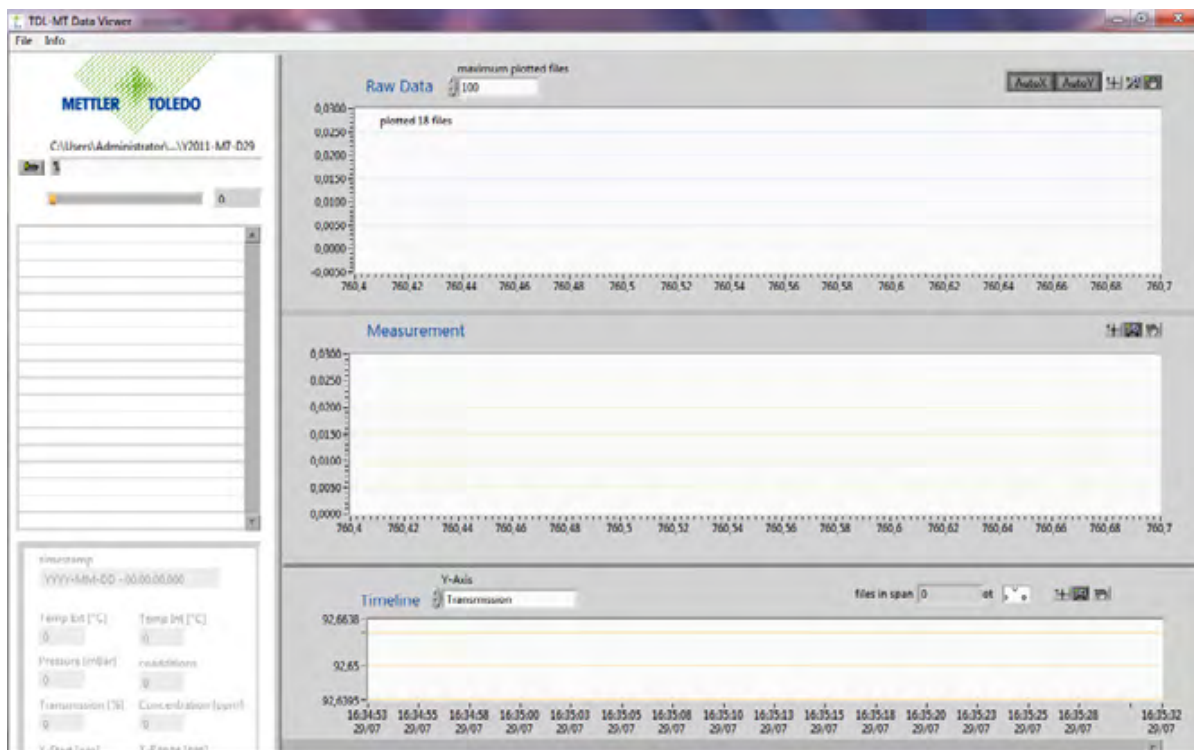 TDL-MT Data Viewer
File Info
METTLER TOLEDO
C:\Users\Administrator\...\Y2011-M7-D29
%
0
timestamp
YYYY-MM-DD - 00:00:00,000
Temp Ext [°C] Temp Int [°C]
0 0
Pressure [mBar] coadditions
0 0
Transmission [%] Concentration [ppm]
0 0
maximum plotted files
Raw Data 100
AutoX AutoY
plotted 18 files
0,0300
0,0250
0,0200
0,0150
0,0100
0,0050
0,0000
-0,0050
760,4 760,42 760,44 760,46 760,48 760,5 760,52 760,54 760,56 760,58 760,6 760,62 760,64 760,66 760,68 760,7
Measurement
0,0300
0,0250
0,0200
0,0150
0,0100
0,0050
0,0000
760,4 760,42 760,44 760,46 760,48 760,5 760,52 760,54 760,56 760,58 760,6 760,62 760,64 760,66 760,68 760,7
Y-Axis
Timeline Transmission
files in span 0 ot
92,6638
92,65
92,6395
16:34:53 16:34:55 16:34:58 16:35:00 16:35:03 16:35:05 16:35:08 16:35:10 16:35:13 16:35:15 16:35:18 16:35:20 16:35:23 16:35:25 16:35:28 16:35:32
29/07 29/07 29/07 29/07 29/07 29/07 29/07 29/07 29/07 29/07 29/07 29/07 29/07 29/07 29/07 29/07